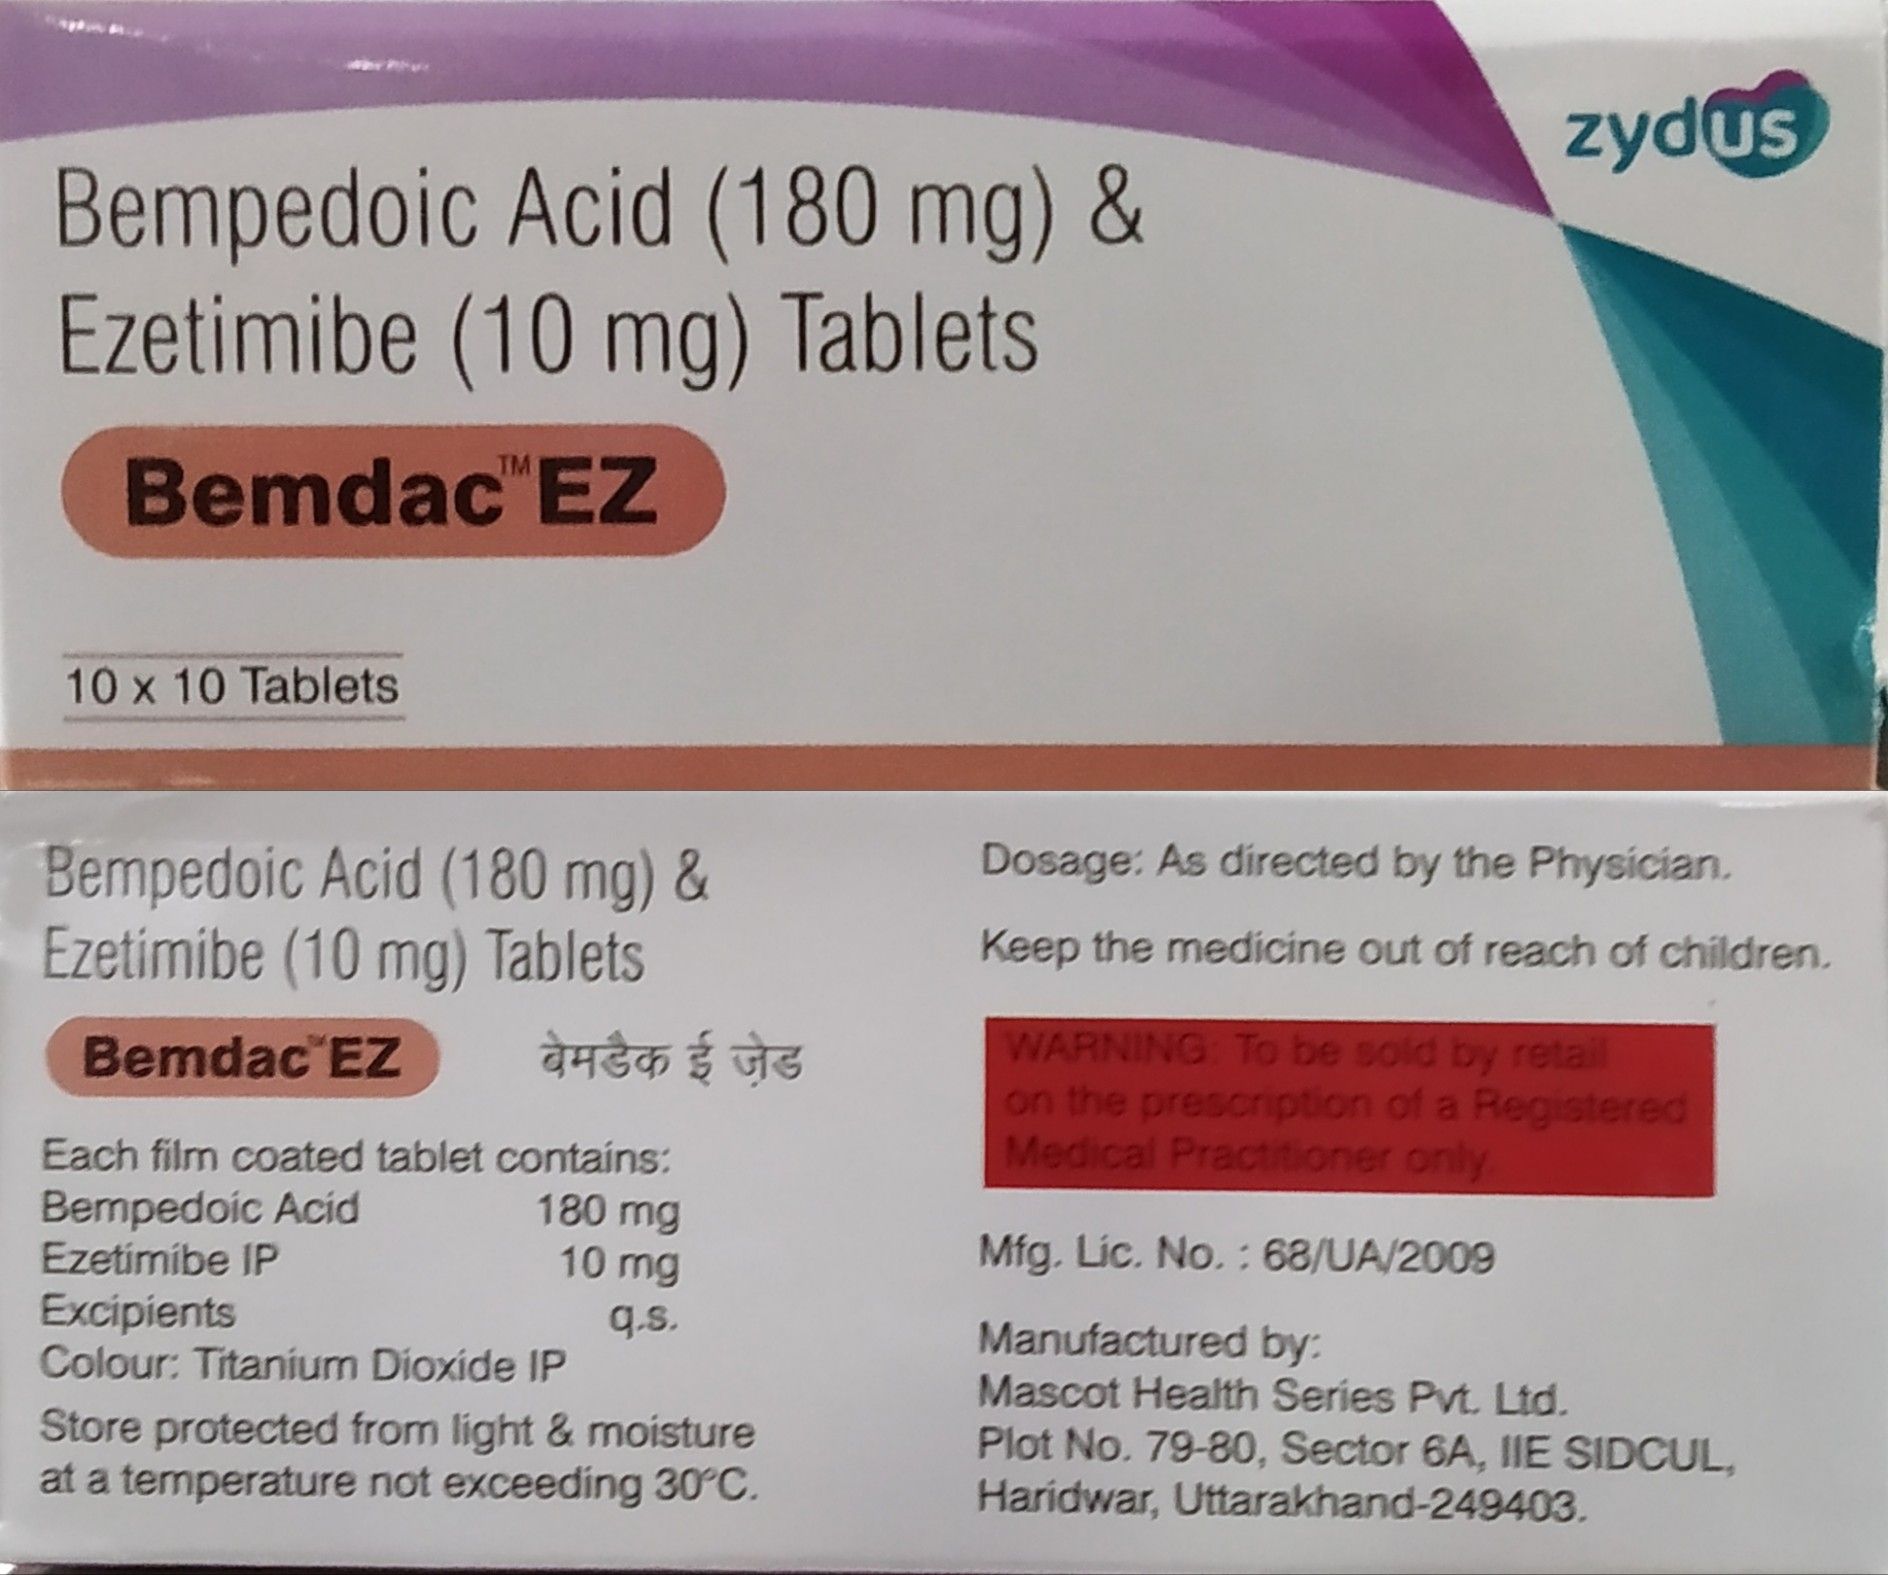 zydus
Bempedoic Acid (180 mg) &
Ezetimibe (10 mg) Tablets
Bemdac™ EZ
10 x 10 Tablets
Bempedoic Acid (180 mg) &
Ezetimibe (10 mg) Tablets
Bemdac™ EZ
बेमडैक ई ज़ेड
Each film coated tablet contains:
Bempedoic Acid 180 mg
Ezetimibe IP 10 mg
Excipients q.s.
Colour: Titanium Dioxide IP
Store protected from light & moisture
at a temperature not exceeding 30°C.
Dosage: As directed by the Physician.
Keep the medicine out of reach of children.
WARNING: To be sold by retail
on the prescription of a Registered
Medical Practitioner only.
Mfg. Lic. No. : 68/UA/2009
Manufactured by:
Mascot Health Series Pvt. Ltd.
Plot No. 79-80, Sector 6A, IIE SIDCUL,
Haridwar, Uttarakhand-249403.